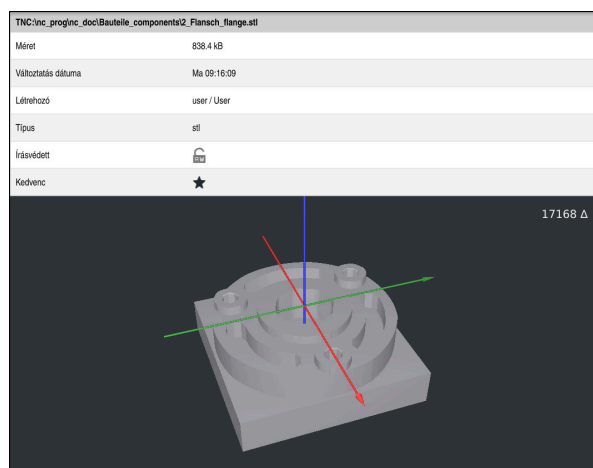 TNC:\nc_prog\nc_doc\Bauteile_components\2_Flansch_flange.stl
Méret 838.4 kB
Változtatás dátuma Ma 09:16:09
Létrehozó user / User
Típus stl
Írásvédett RW
Kedvenc
17168 Δ